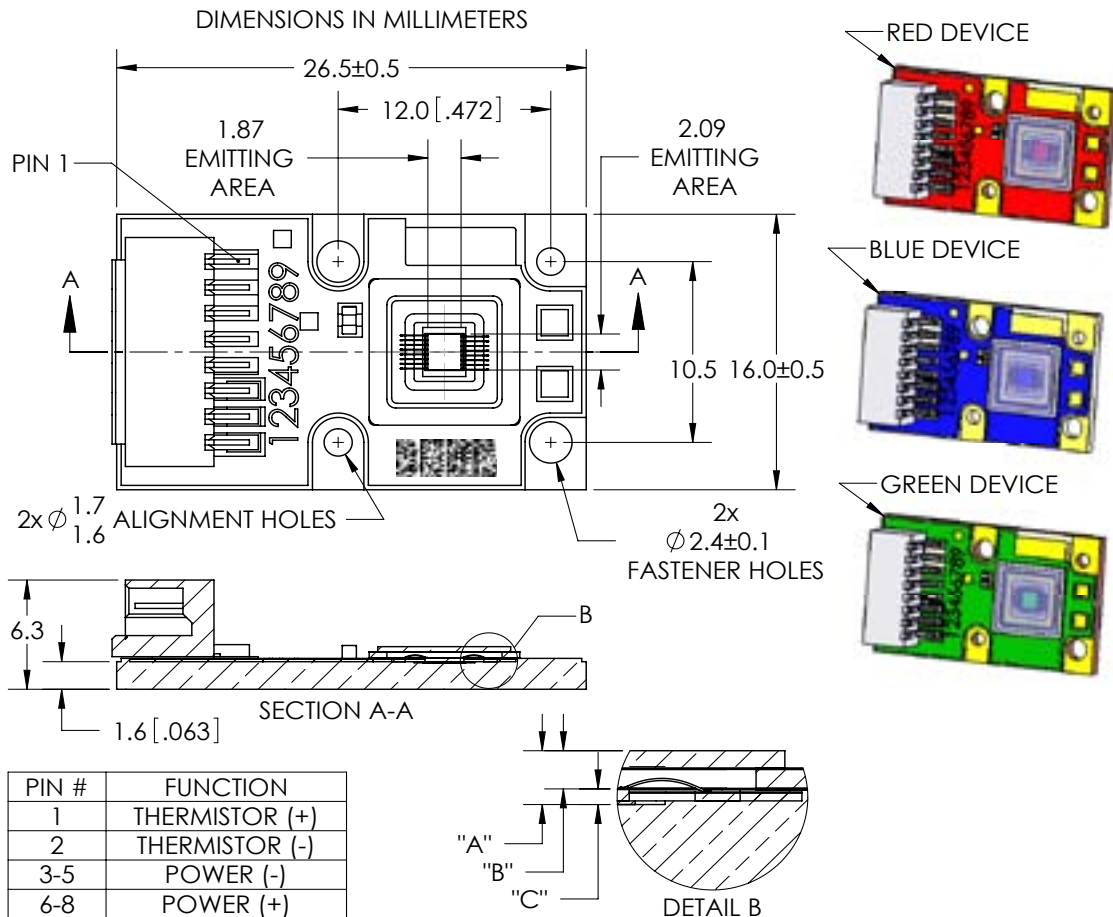 DIMENSIONS IN MILLIMETERS
26.5±0.5
12.0 [.472]
1.87
EMITTING
AREA
2.09
EMITTING
AREA
PIN 1
A
A
123456789
10.5
16.0±0.5
2x ∅ 1.7
1.6
ALIGNMENT HOLES
2x
∅ 2.4±0.1
FASTENER HOLES
RED DEVICE
123456789
BLUE DEVICE
GREEN DEVICE
123456789
6.3
B
SECTION A-A
1.6 [.063]
PIN # FUNCTION
1 THERMISTOR (+)
2 THERMISTOR (-)
3-5 POWER (-)
6-8 POWER (+)
"A"
"B"
"C"
DETAIL B